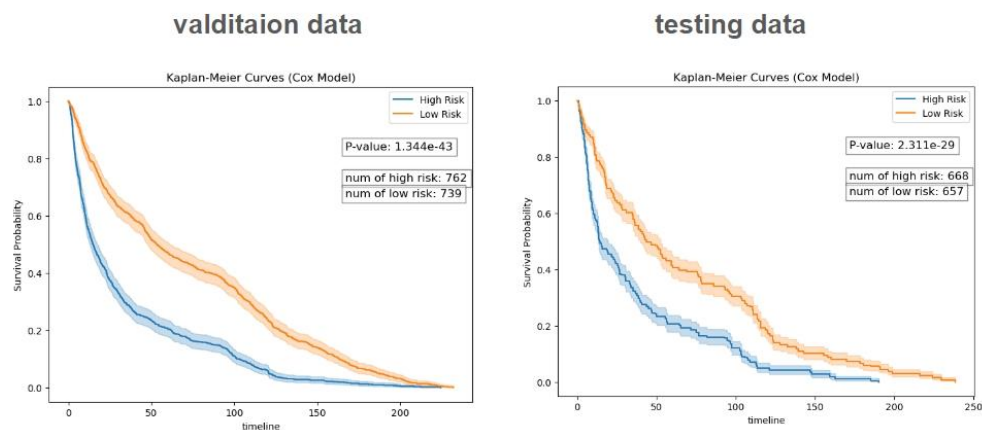 valditaion data
Kaplan-Meier Curves (Cox Model)
High Risk
Low Risk
P-value: 1.344e-43
num of high risk: 762
num of low risk: 739
Survival Probability
1.0
0.8
0.6
0.4
0.2
0.0
0
50
100
150
200
timeline
testing data
Kaplan-Meier Curves (Cox Model)
High Risk
Low Risk
P-value: 2.311e-29
num of high risk: 668
num of low risk: 657
Survival Probability
1.0
0.8
0.6
0.4
0.2
0.0
0
50
100
150
200
250
timeline